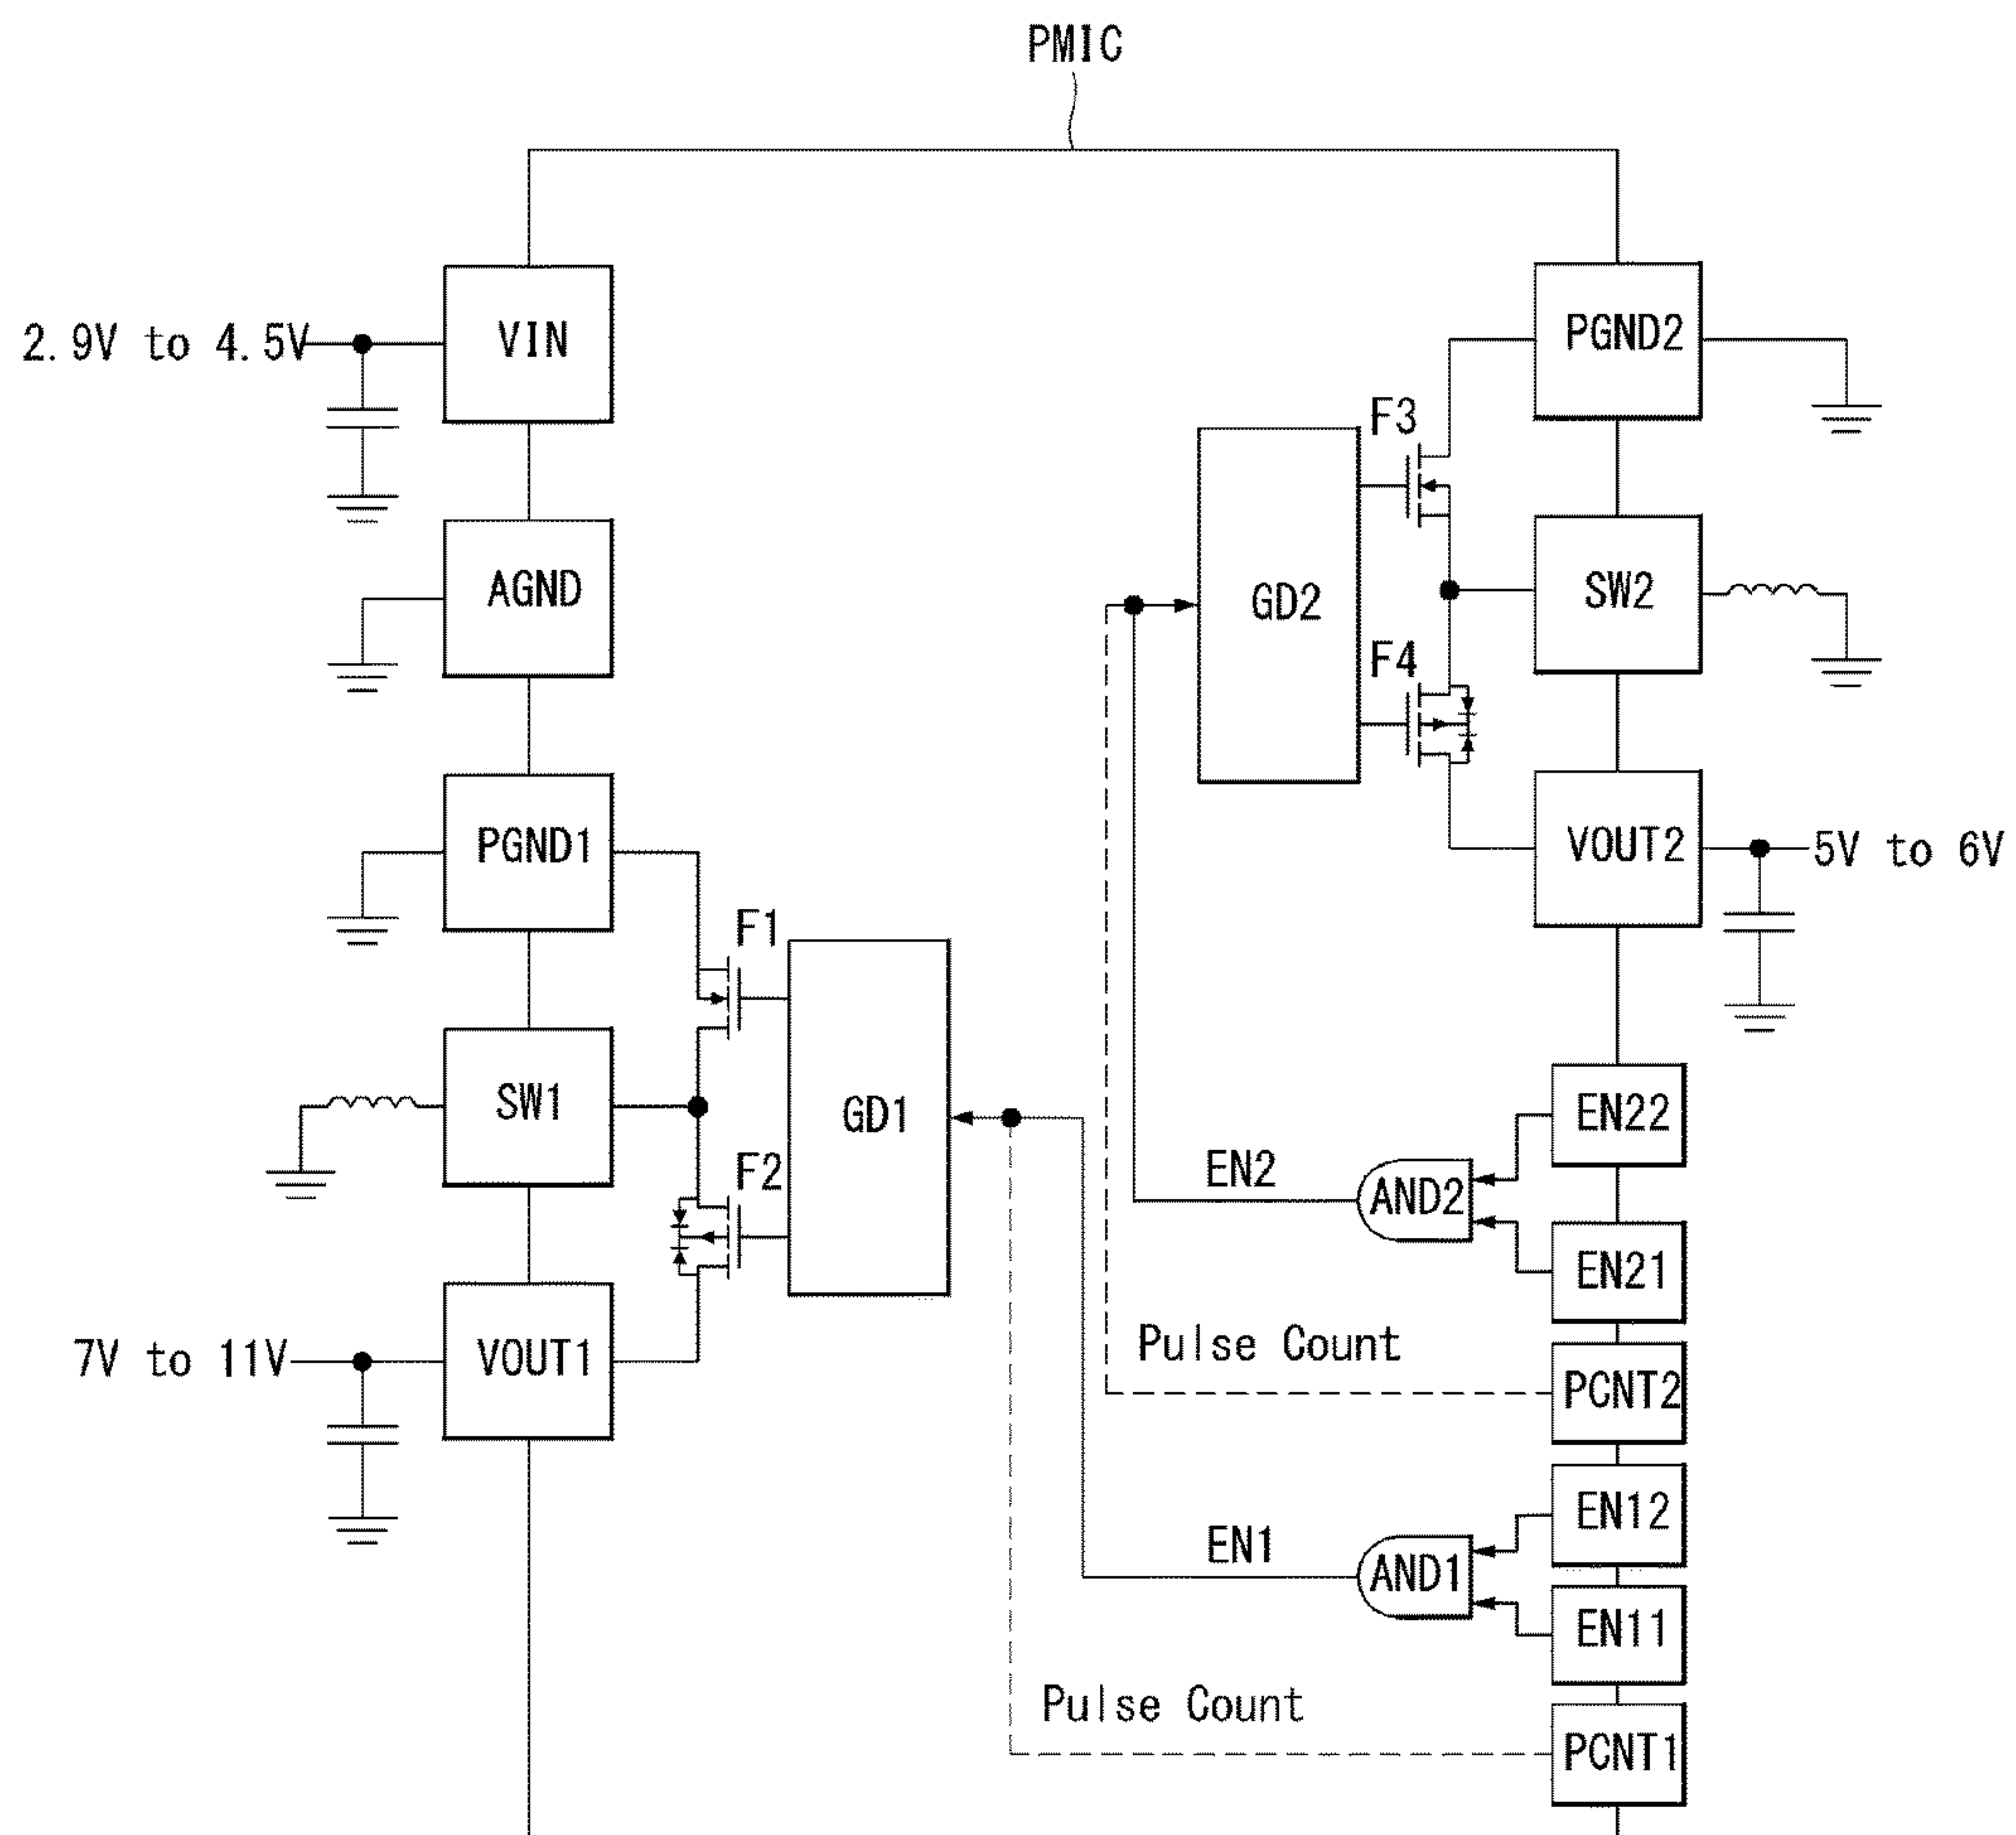 PMIC
2.9V to 4.5V
VIN
PGND2
F3
AGND
GD2
SW2
F4
PGND1
VOUT2
5V to 6V
F1
SW1
GD1
EN22
F2
EN2
AND2
EN21
7V to 11V
VOUT1
Pulse Count
PCNT2
EN12
EN1
AND1
EN11
Pulse Count
PCNT1